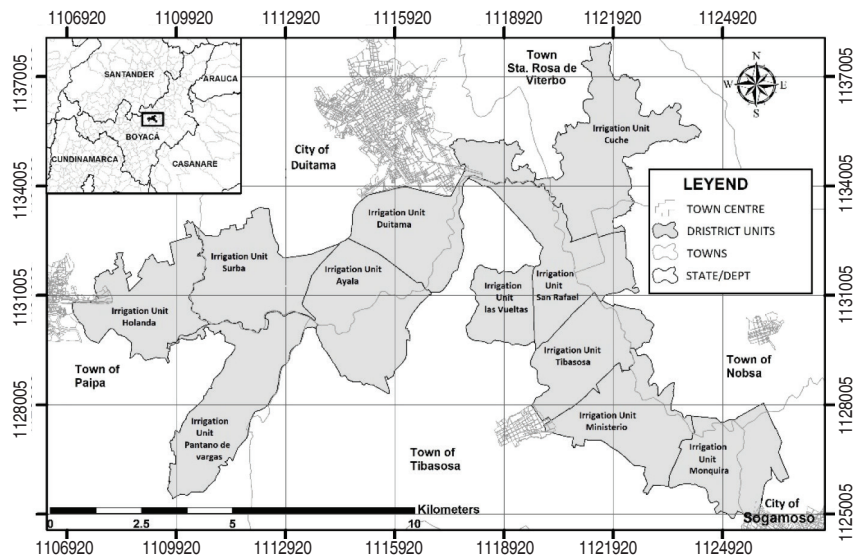 1106920 1109920 1112920 1115920 1118920 1121920 1124920
1137005
1134005
1131005
1128005
1125005
SANTANDER
ARAUCA
BOYACÁ
CUNDINAMARCA
CASANARE
Town
Sta. Rosa de
Viterbo
N
W E
S
City of
Duitama
Irrigation Unit
Cuche
LEYEND
TOWN CENTRE
DRISTRICT UNITS
TOWNS
STATE/DEPT
Irrigation Unit
Duitama
Irrigation Unit
Surba
Irrigation Unit
Ayala
Irrigation Unit
Holanda
Irrigation
Unit
las Vueltas
Irrigation
Unit
San Rafael
Town of
Paipa
Irrigation Unit
Tibasosa
Town of
Nobsa
Irrigation
Unit
Pantano de
vargas
Irrigation Unit
Ministerio
Town of
Tibasosa
Irrigation
Unit
Monquira
City of
Sogamoso
Kilometers
0 2.5 5 10
1137005
1134005
1131005
1128005
1125005
1106920 1109920 1112920 1115920 1118920 1121920 1124920